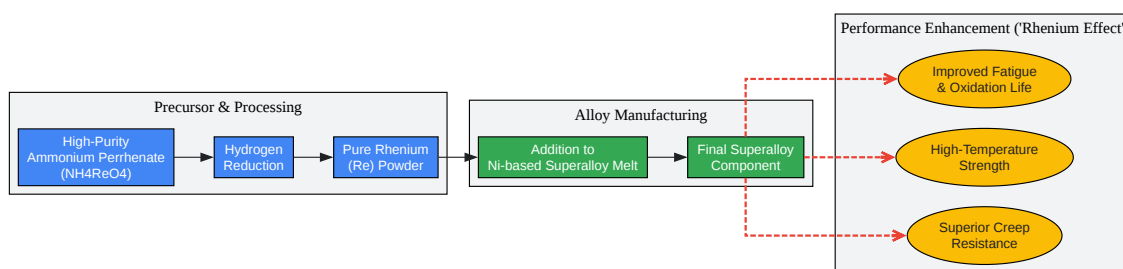 Precursor & Processing
High-Purity
Ammonium Perrhenate
(NH4ReO4)
Hydrogen
Reduction
Pure Rhenium
(Re) Powder
Alloy Manufacturing
Addition to
Ni-based Superalloy Melt
Final Superalloy
Component
Performance Enhancement ('Rhenium Effect'
Improved Fatigue
& Oxidation Life
High-Temperature
Strength
Superior Creep
Resistance